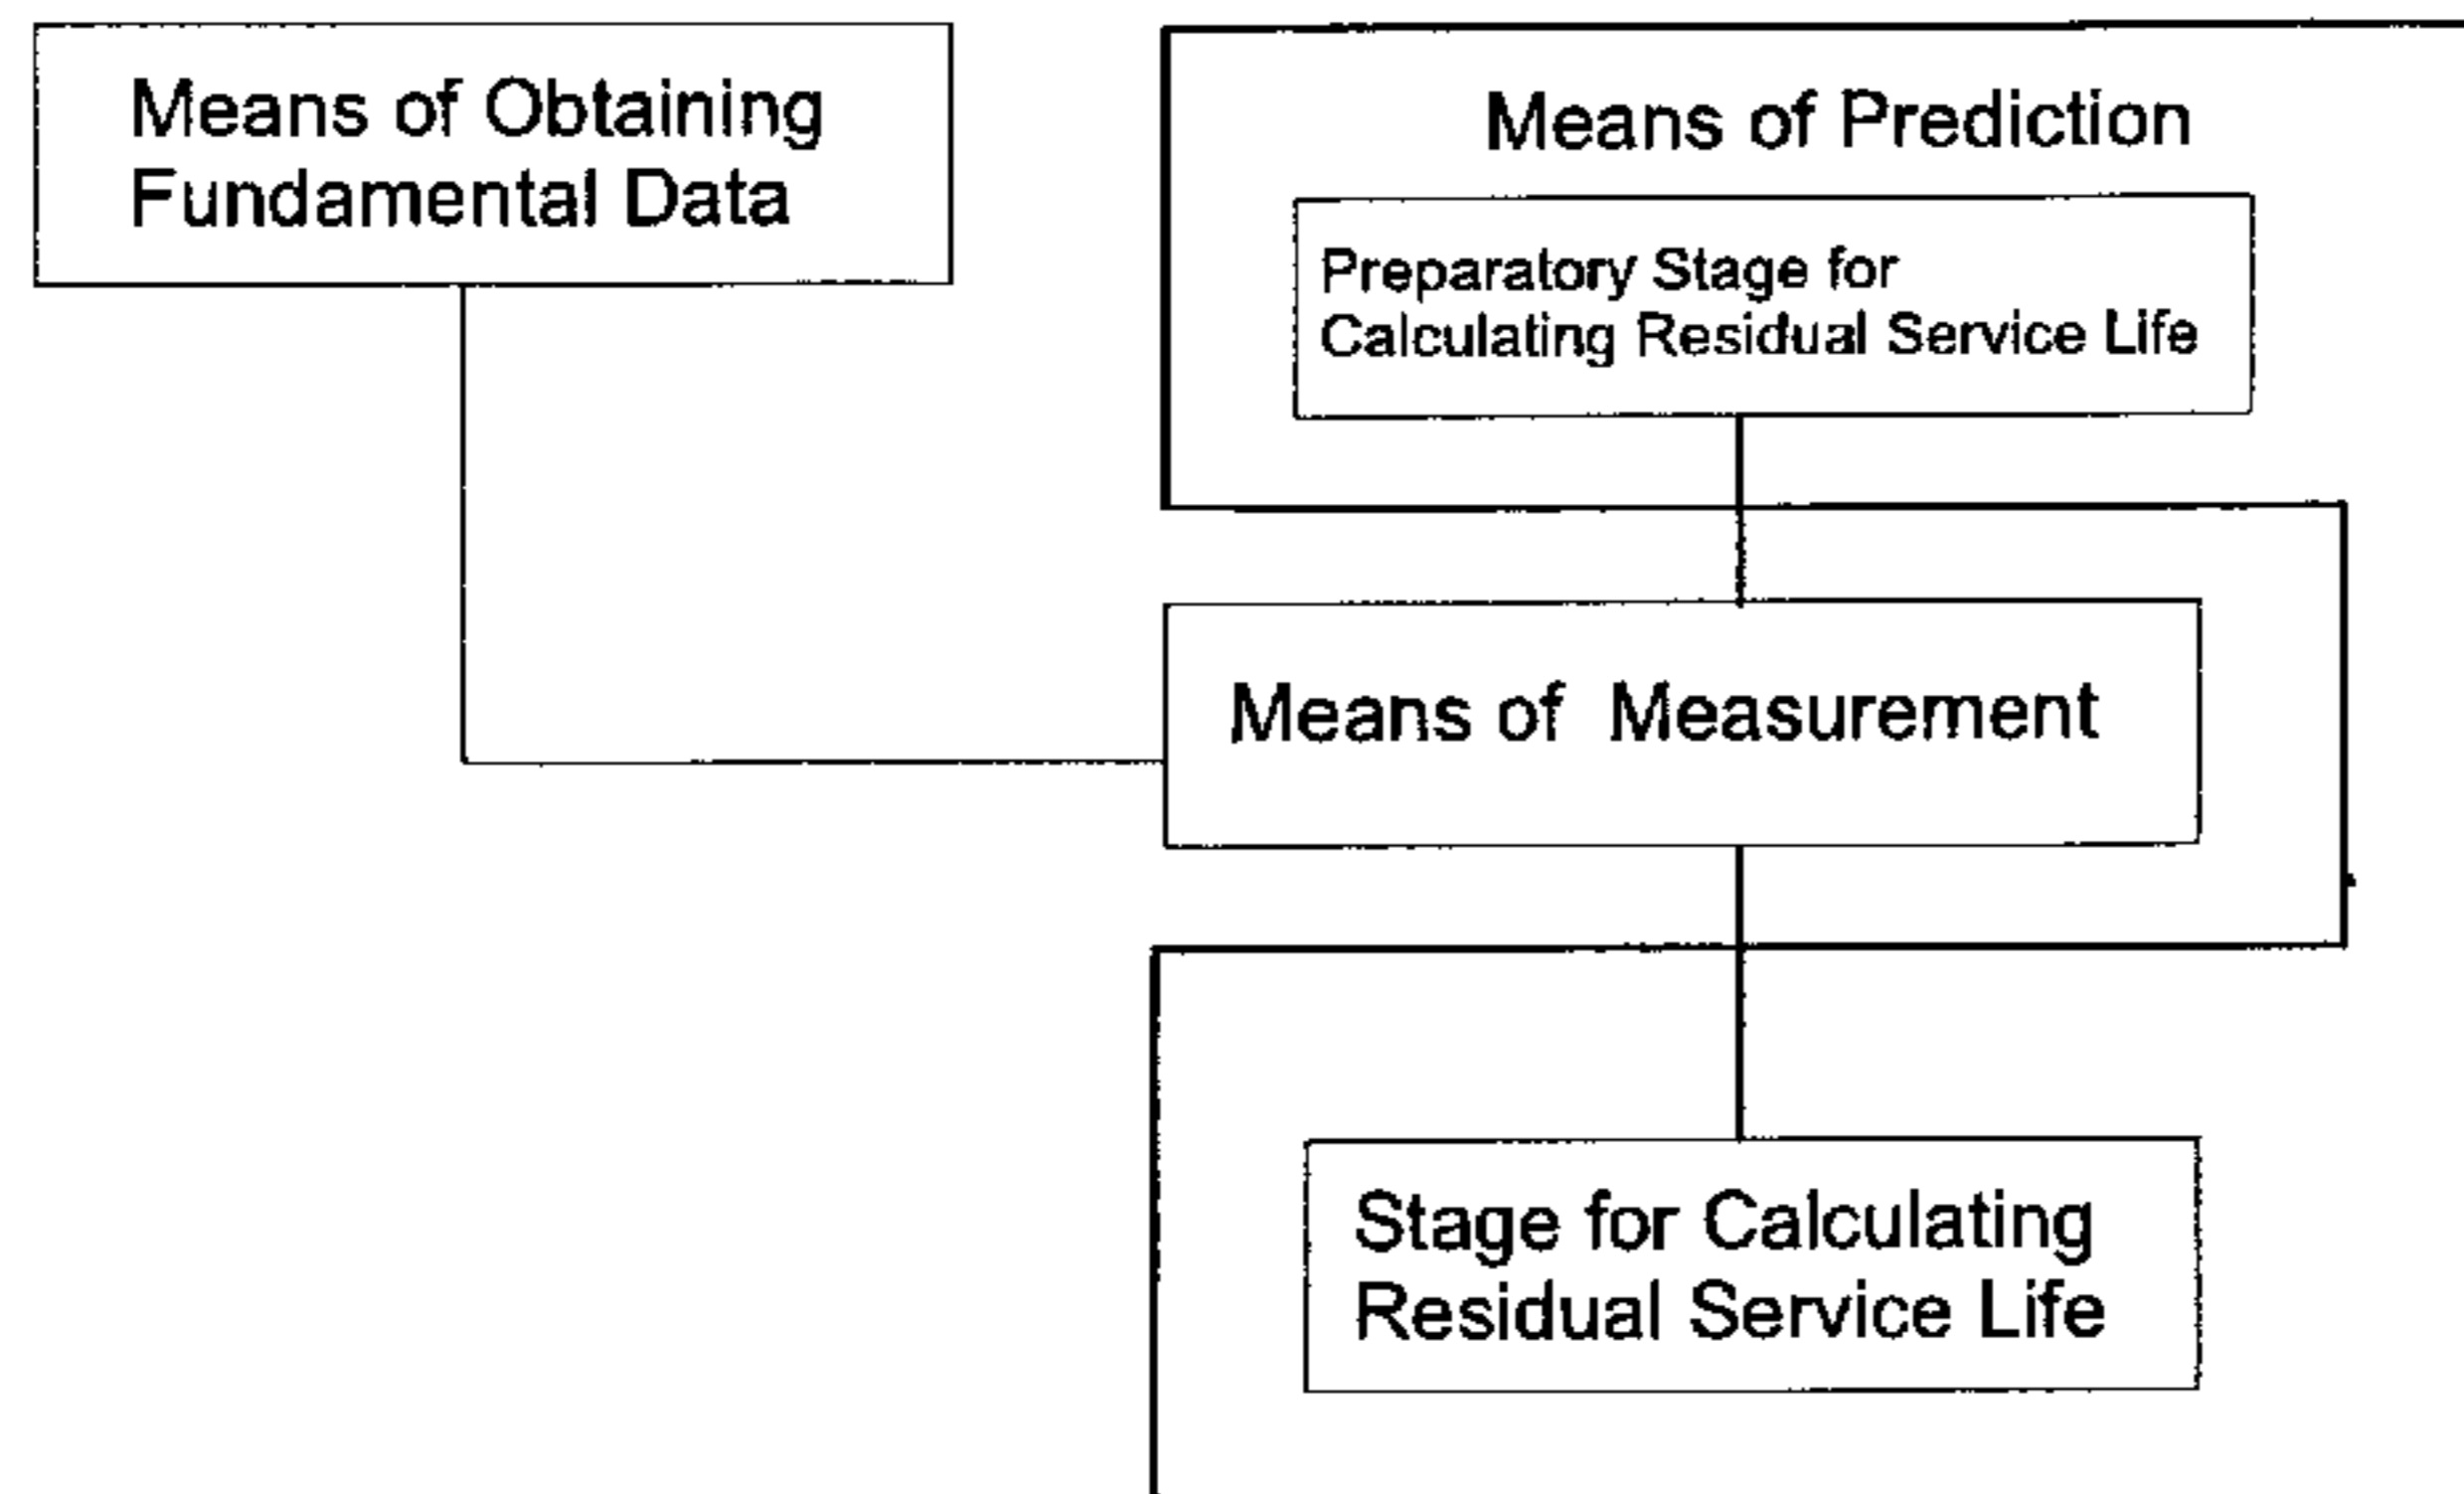 Means of Obtaining
Fundamental Data
Means of Prediction
Preparatory Stage for
Calculating Residual Service Life
Means of Measurement
Stage for Calculating
Residual Service Life